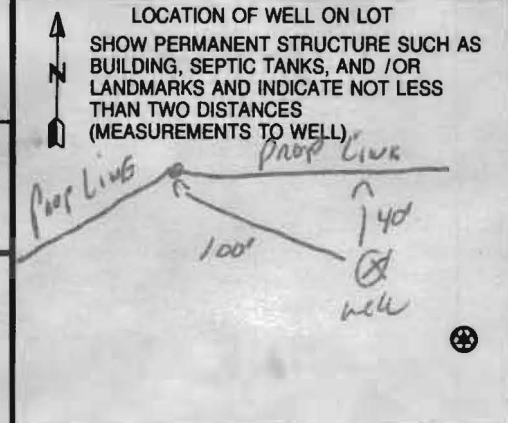 LOCATION OF WELL ON LOT
SHOW PERMANENT STRUCTURE SUCH AS
N
BUILDING, SEPTIC TANKS, AND /OR
LANDMARKS AND INDICATE NOT LESS
THAN TWO DISTANCES
(MEASUREMENTS TO WELL)
Prop Line
Prop Line
100'
40'
well